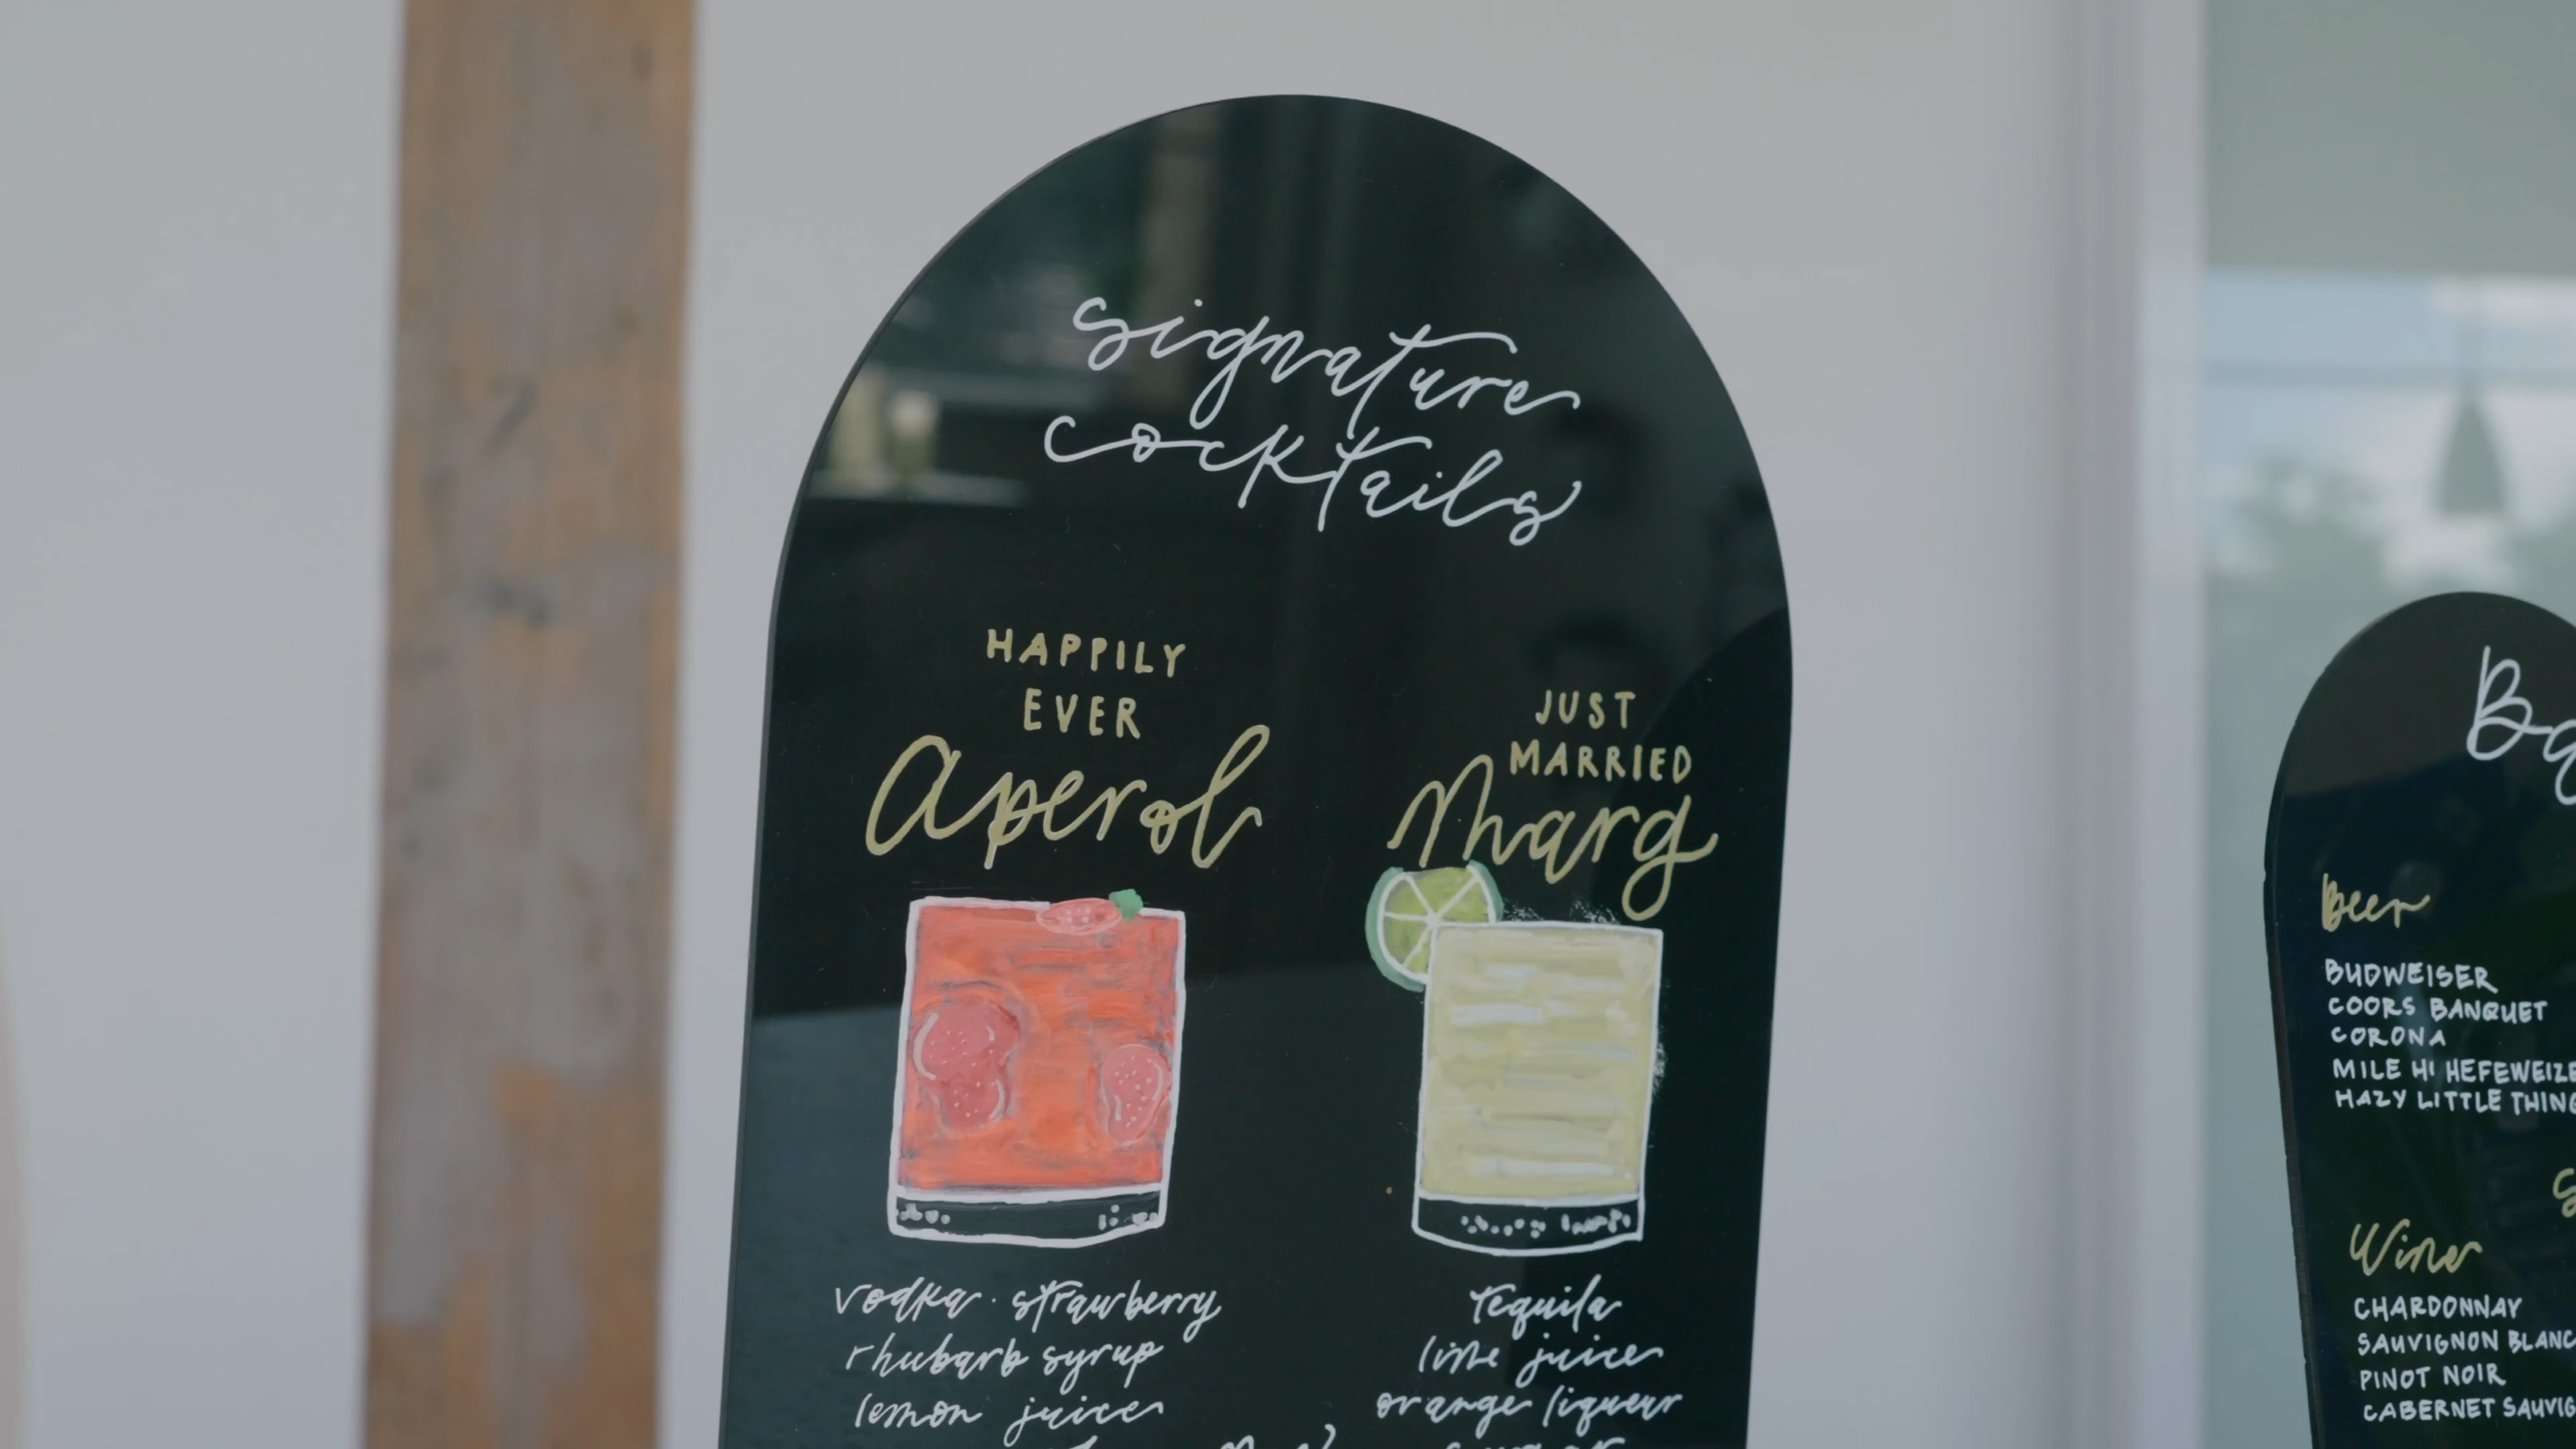 signature
cocktails
HAPPILY
EVER
aperol
vodka · strawberry
rhubarb syrup
lemon juice
JUST
MARRIED
marg
tequila
lime juice
orange liqueur
Beer
BUDWEISER
COORS BANQUET
CORONA
MILE HI HEFEWEIZE
HAZY LITTLE THING
Wine
CHARDONNAY
SAUVIGNON BLANC
PINOT NOIR
CABERNET SAUVIG